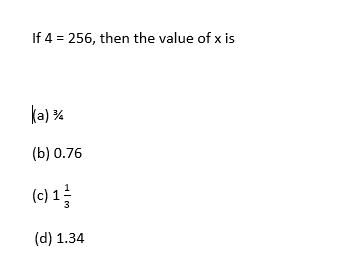 If 4 = 256, then the value of x is
(a) ¾
(b) 0.76
(c) 1 1/3
(d) 1.34